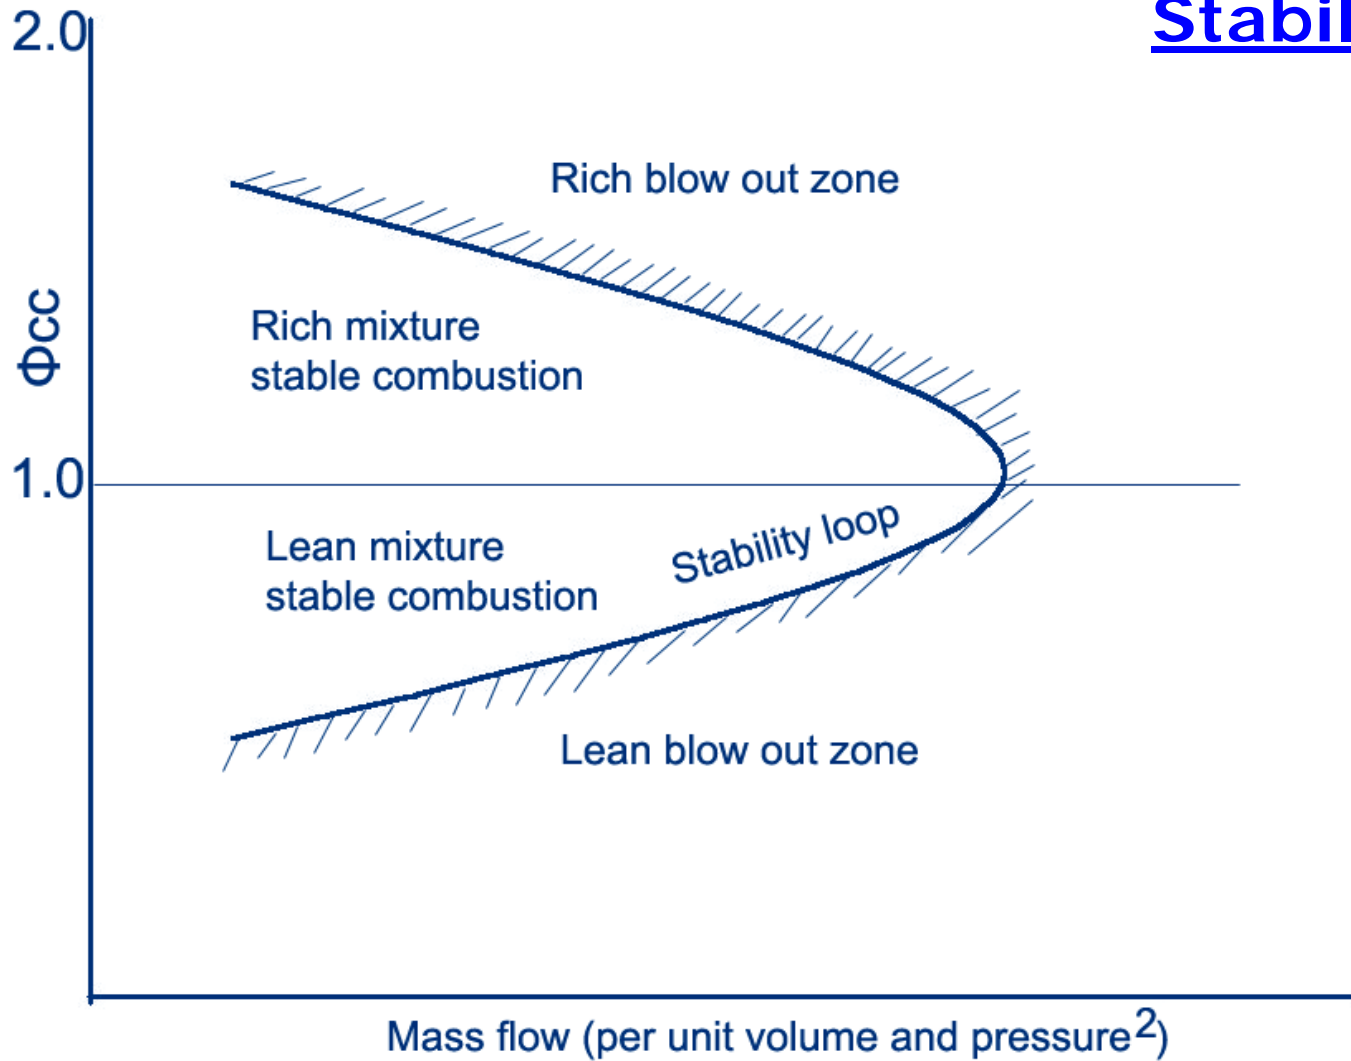 Stabil
2.0
Rich blow out zone
Φcc
Rich mixture
stable combustion
1.0
Stability loop
Lean mixture
stable combustion
Lean blow out zone
Mass flow (per unit volume and pressure2)